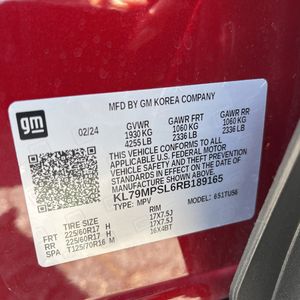 gm
MFD BY GM KOREA COMPANY
02/24 GVWR GAWR FRT GAWR RR
1930 KG 1060 KG 1060 KG
4255 LB 2336 LB 2336 LB
THIS VEHICLE CONFORMS TO ALL
APPLICABLE U.S. FEDERAL MOTOR
VEHICLE SAFETY AND THEFT
PREVENTION STANDARDS IN EFFECT
ON THE DATE OF MANUFACTURE
SHOWN ABOVE.
KL79MPSL6RB189165
TYPE: MPV MODEL: 6S1TU56
TIRE SIZE RIM
FRT 225/60R17 H 17X7.5J
RR 225/60R17 H 17X7.5J
SPA T125/70R16 M 16X4BT